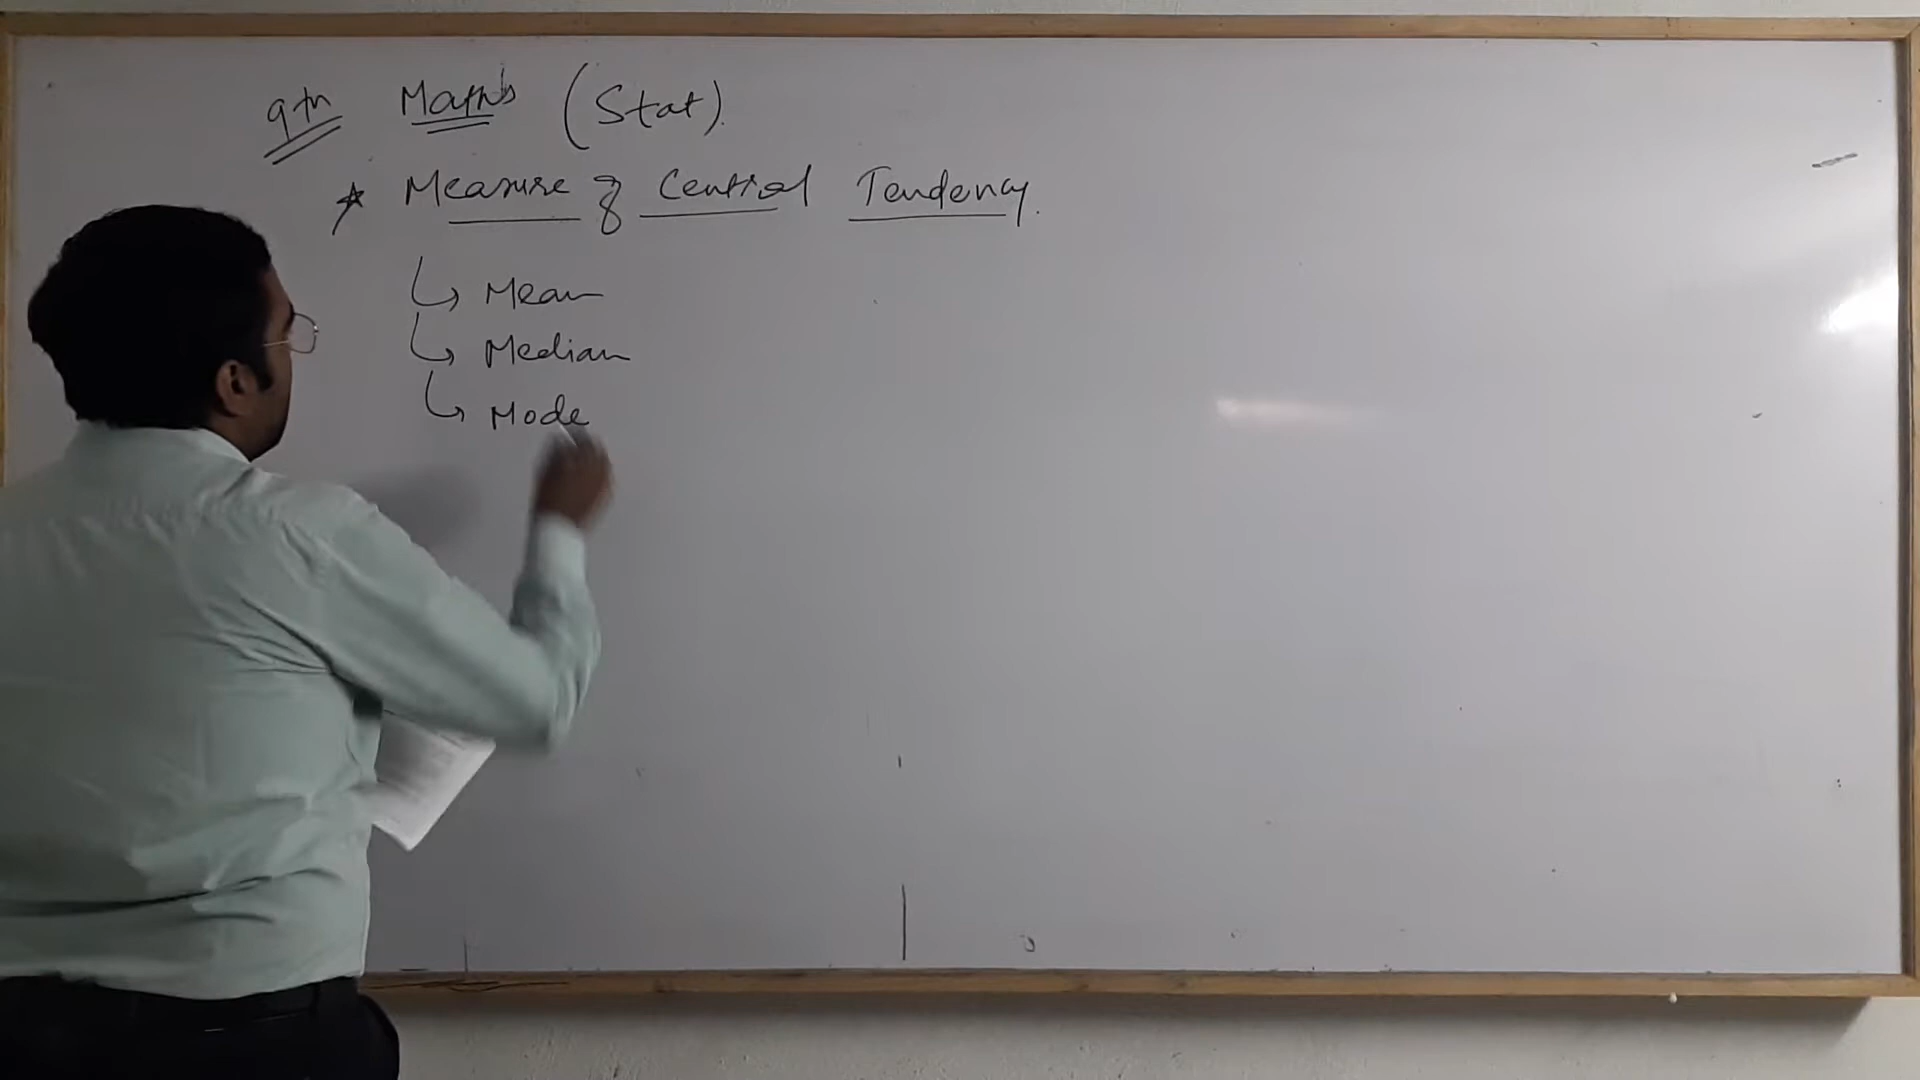 9th Maths (Stat).
* Measure of Central Tendency.
↳ Mean
↳ Median
↳ Mode